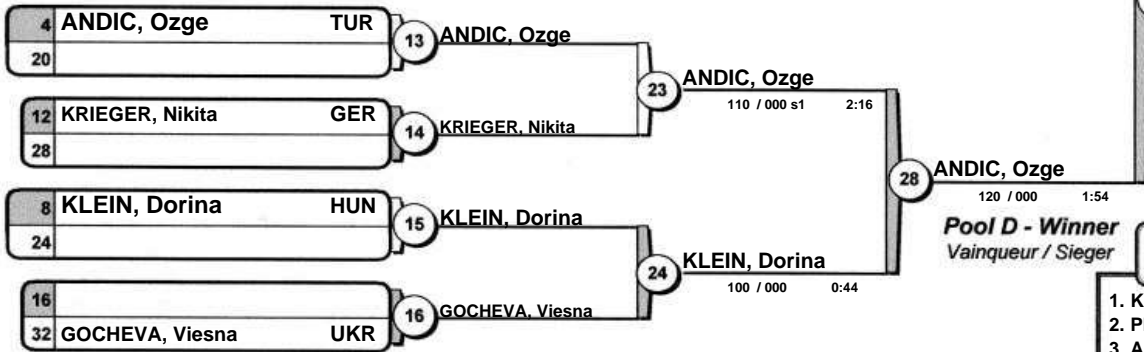 4 ANDIC, Ozge TUR
20
13 ANDIC, Ozge
12 KRIEGER, Nikita GER
28
14 KRIEGER, Nikita
23 ANDIC, Ozge
110 / 000 s1 2:16
8 KLEIN, Dorina HUN
24
15 KLEIN, Dorina
16
32 GOCHEVA, Viesna UKR
16 GOCHEVA, Viesna
24 KLEIN, Dorina
100 / 000 0:44
28 ANDIC, Ozge
120 / 000 1:54
Pool D - Winner
Vainqueur / Sieger
1. K
2. P
3. A